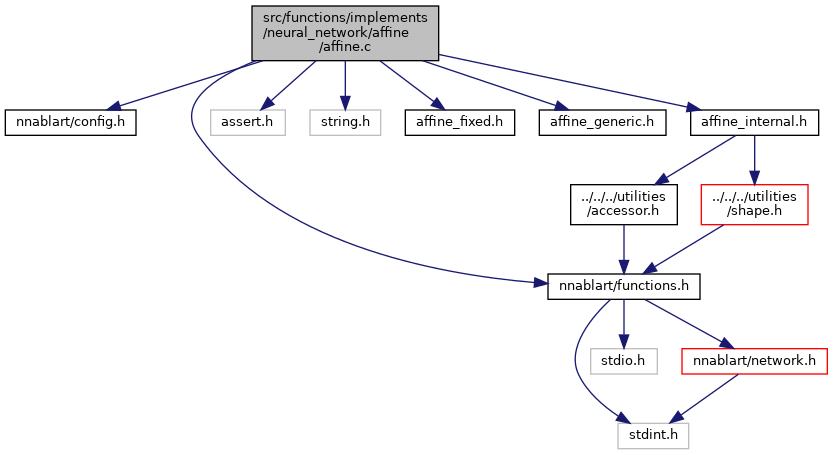 src/functions/implements
/neural_network/affine
/affine.c
nnablart/config.h
assert.h
string.h
affine_fixed.h
affine_generic.h
affine_internal.h
../../../utilities
/accessor.h
../../../utilities
/shape.h
nnablart/functions.h
stdio.h
nnablart/network.h
stdint.h